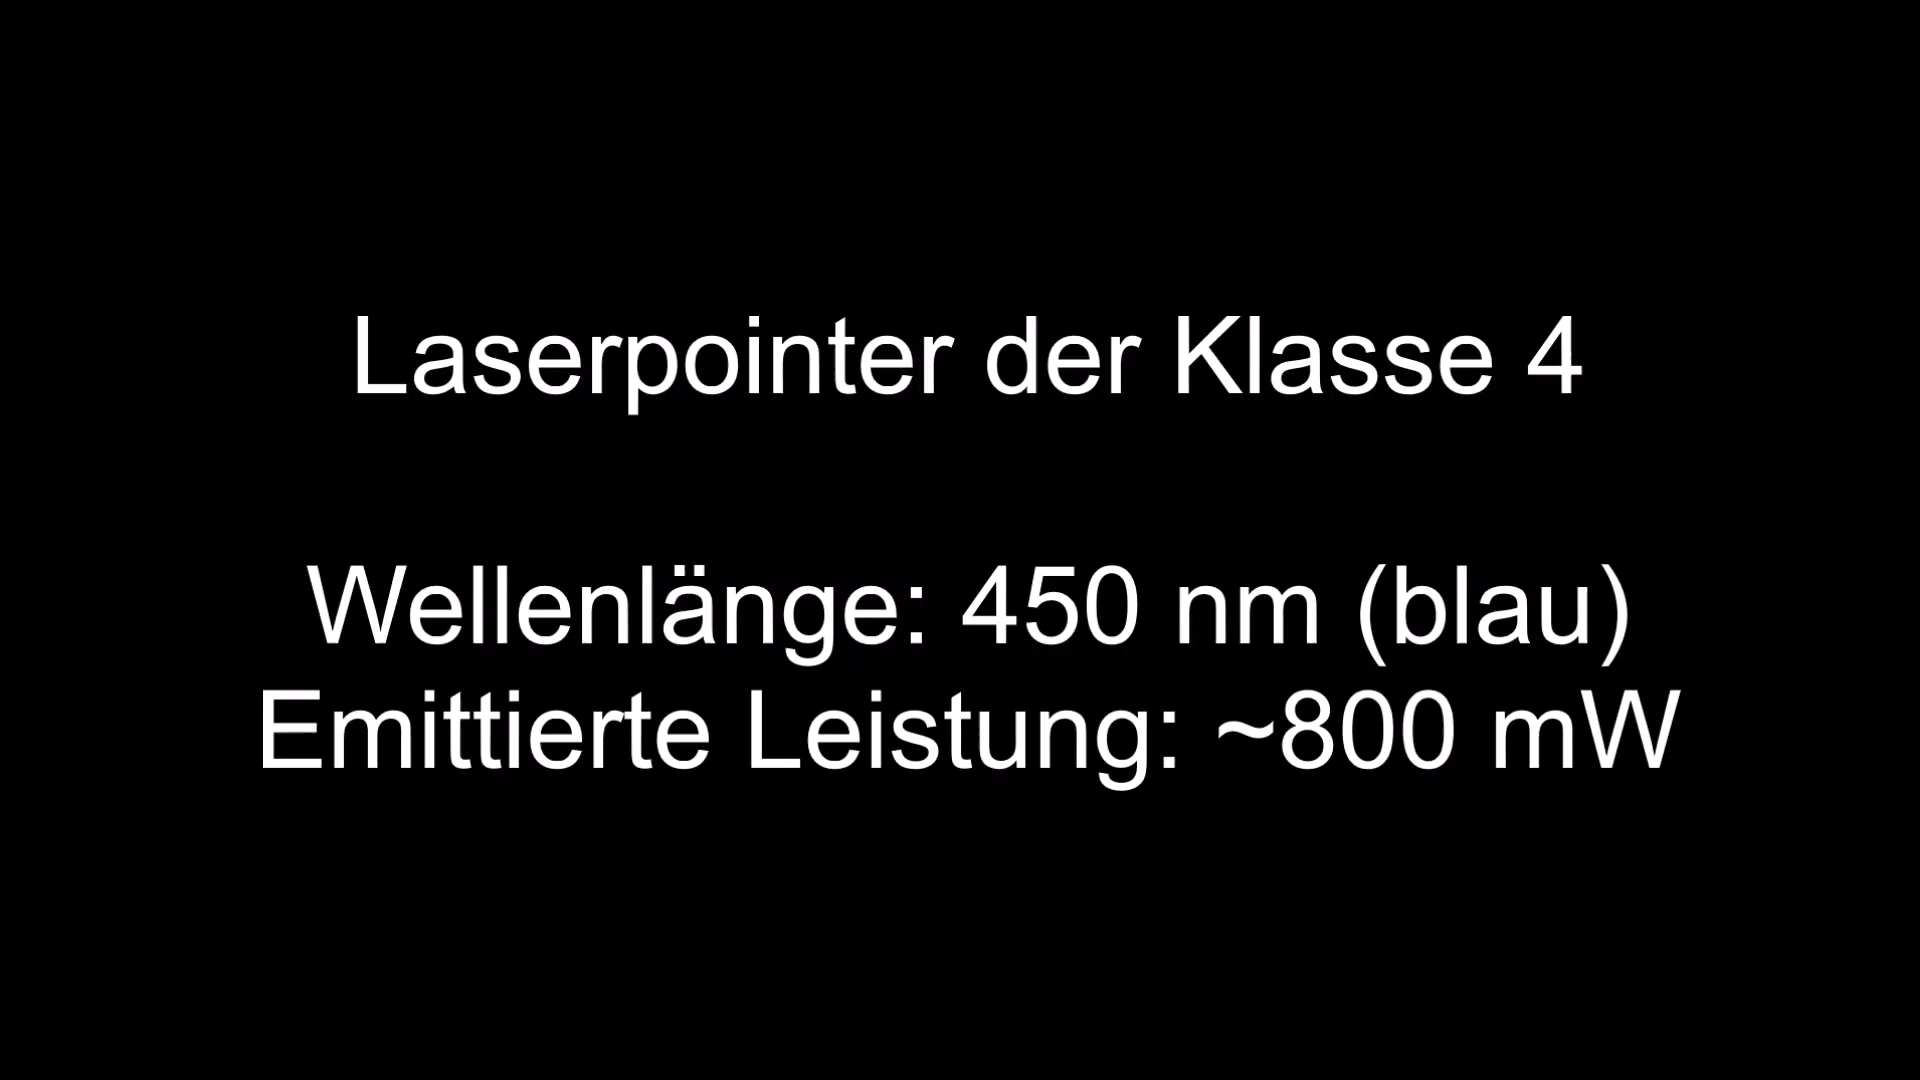 Laserpointer der Klasse 4
Wellenlänge: 450 nm (blau)
Emittierte Leistung: ~800 mW